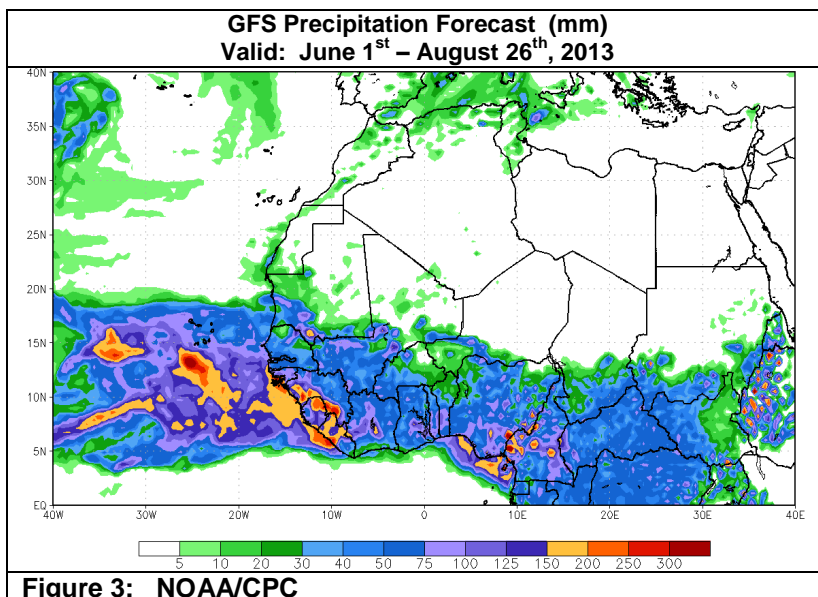 GFS Precipitation Forecast (mm)
Valid: June 1st – August 26th, 2013
40N
35N
30N
25N
20N
15N
10N
5N
EQ
40W 30W 20W 10W 0 10E 20E 30E 40E
5 10 20 30 40 50 75 100 125 150 200 250 300
Figure 3: NOAA/CPC